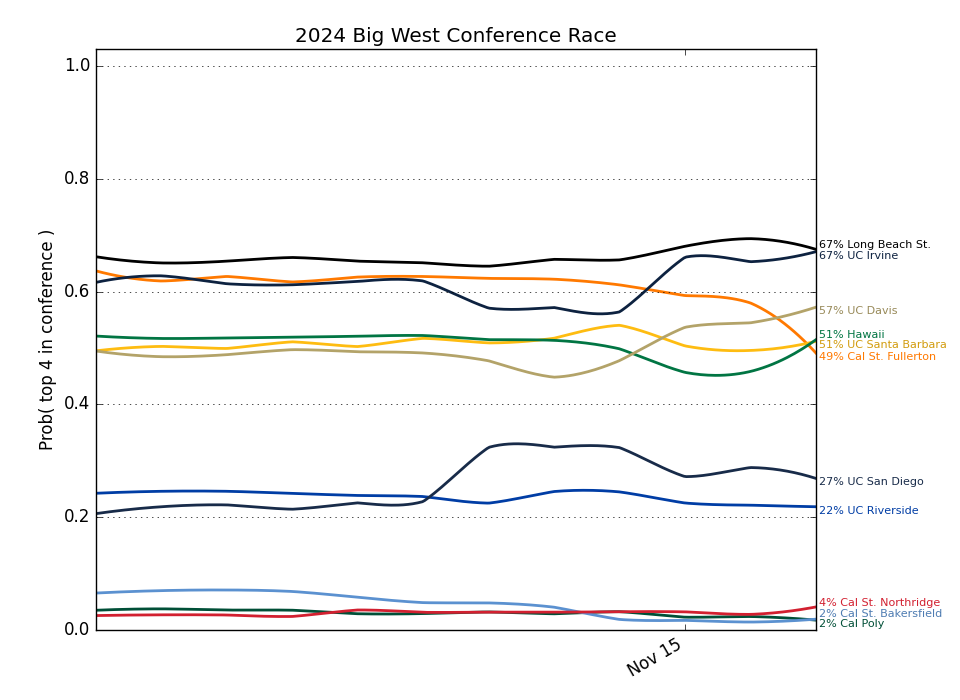 2024 Big West Conference Race
Prob( top 4 in conference )
1.0
0.8
0.6
0.4
0.2
0.0
Nov 15
67% Long Beach St.
67% UC Irvine
57% UC Davis
51% Hawaii
51% UC Santa Barbara
49% Cal St. Fullerton
27% UC San Diego
22% UC Riverside
4% Cal St. Northridge
2% Cal St. Bakersfield
2% Cal Poly